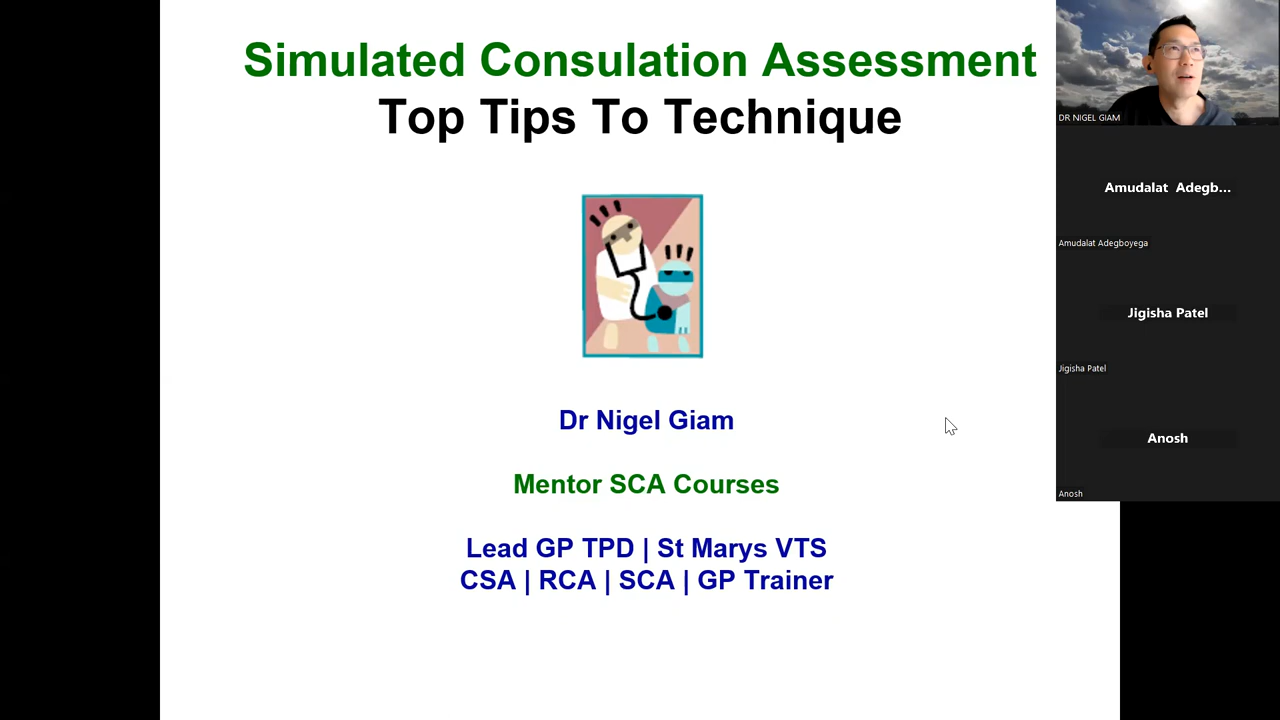 Simulated Consulation Assessment
Top Tips To Technique
Dr Nigel Giam
Mentor SCA Courses
Lead GP TPD | St Marys VTS
CSA | RCA | SCA | GP Trainer
DR NIGEL GIAM
Amudalat Adegb...
Amudalat Adegboyega
Jigisha Patel
Jigisha Patel
Anosh
Anosh